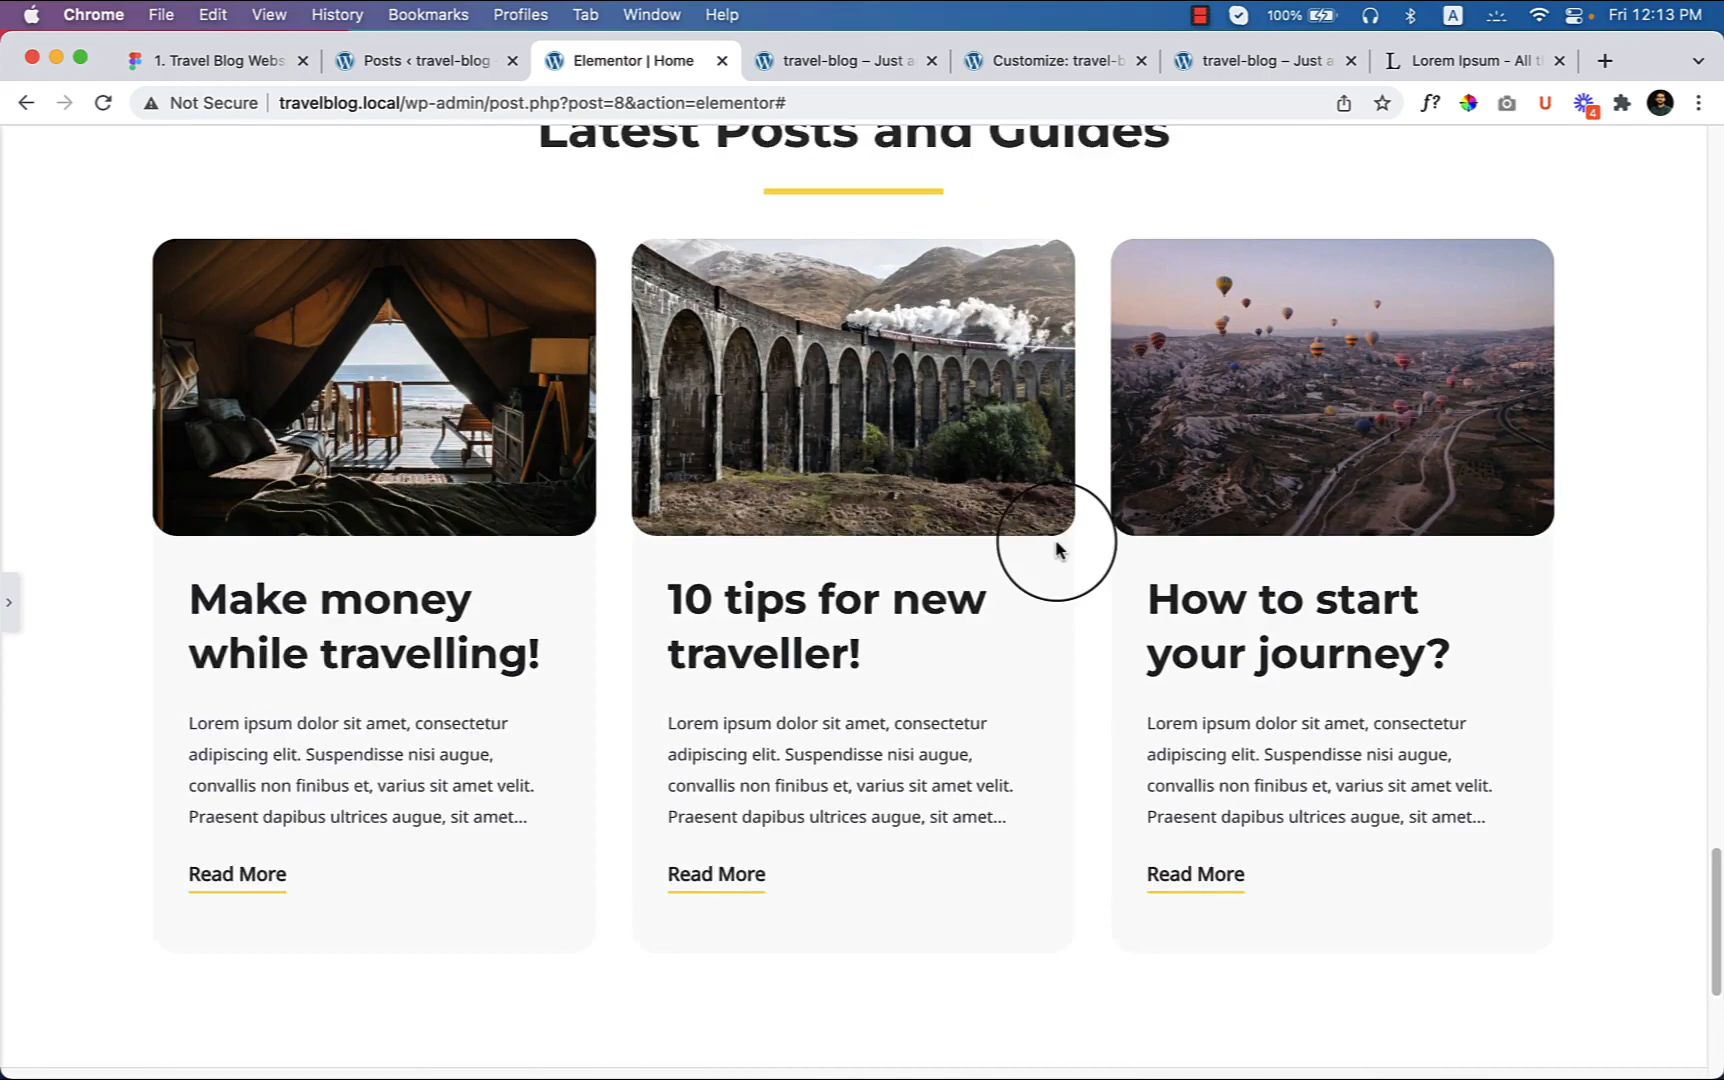 Chrome File Edit View History Bookmarks Profiles Tab Window Help 100% A Fri 12:13 PM
1. Travel Blog Webs Posts ‹ travel-blog Elementor | Home travel-blog – Just a Customize: travel-b travel-blog – Just a L Lorem Ipsum - All t
Not Secure travelblog.local/wp-admin/post.php?post=8&action=elementor# f? U 4
Latest Posts and Guides
Make money
while travelling!
Lorem ipsum dolor sit amet, consectetur
adipiscing elit. Suspendisse nisi augue,
convallis non finibus et, varius sit amet velit.
Praesent dapibus ultrices augue, sit amet...
Read More
10 tips for new
traveller!
Lorem ipsum dolor sit amet, consectetur
adipiscing elit. Suspendisse nisi augue,
convallis non finibus et, varius sit amet velit.
Praesent dapibus ultrices augue, sit amet...
Read More
How to start
your journey?
Lorem ipsum dolor sit amet, consectetur
adipiscing elit. Suspendisse nisi augue,
convallis non finibus et, varius sit amet velit.
Praesent dapibus ultrices augue, sit amet...
Read More